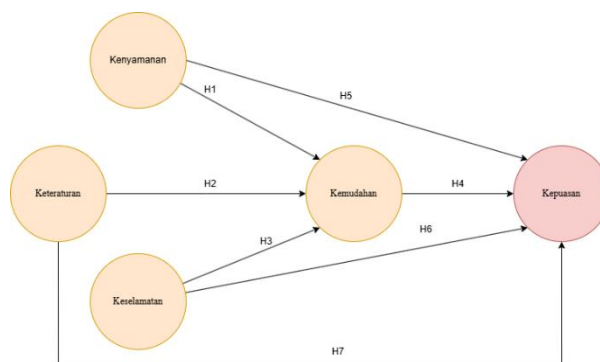 Kenyamanan
H1
H5
Keteraturan
H2
Kemudahan
H4
Kepuasan
H3
H6
Keselamatan
H7